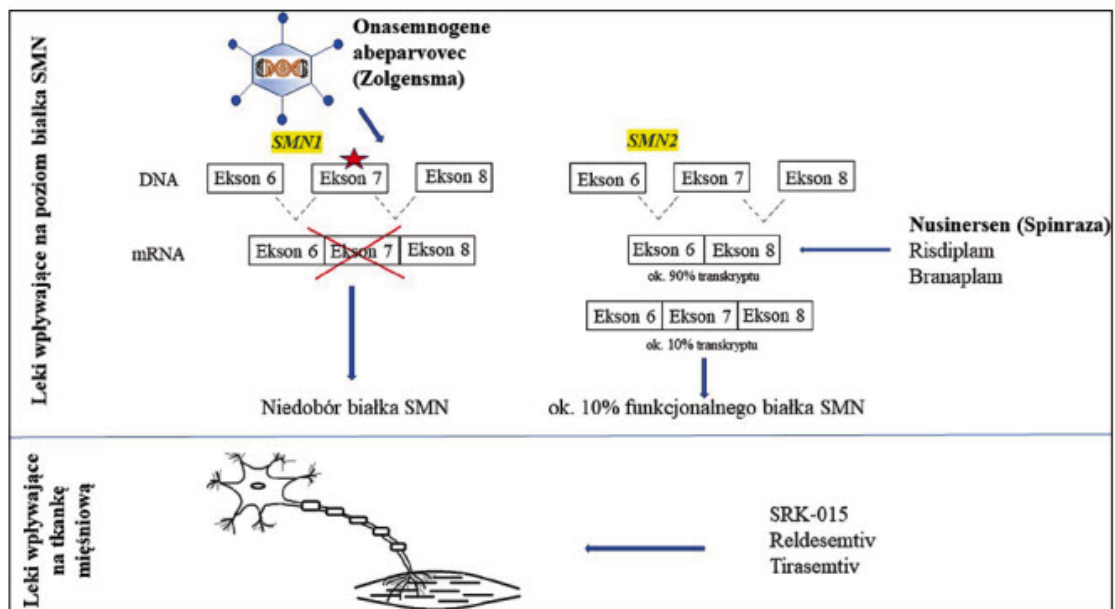 Leki wpływające na poziom białka SMN
Onasemnogene
abeparvovec
(Zolgensma)
SMN1
SMN2
DNA
Ekson 6
Ekson 7
Ekson 8
Ekson 6
Ekson 7
Ekson 8
mRNA
Ekson 6
Ekson 7
Ekson 8
Ekson 6
Ekson 8
ok. 90% transkryptu
Nusinersen (Spinraza)
Risdiplam
Branaplam
Ekson 6
Ekson 7
Ekson 8
ok. 10% transkryptu
Niedobór białka SMN
ok. 10% funkcjonalnego białka SMN
Leki wpływające
na tkankę
mięśniową
SRK-015
Reldesemtiv
Tirasemtiv